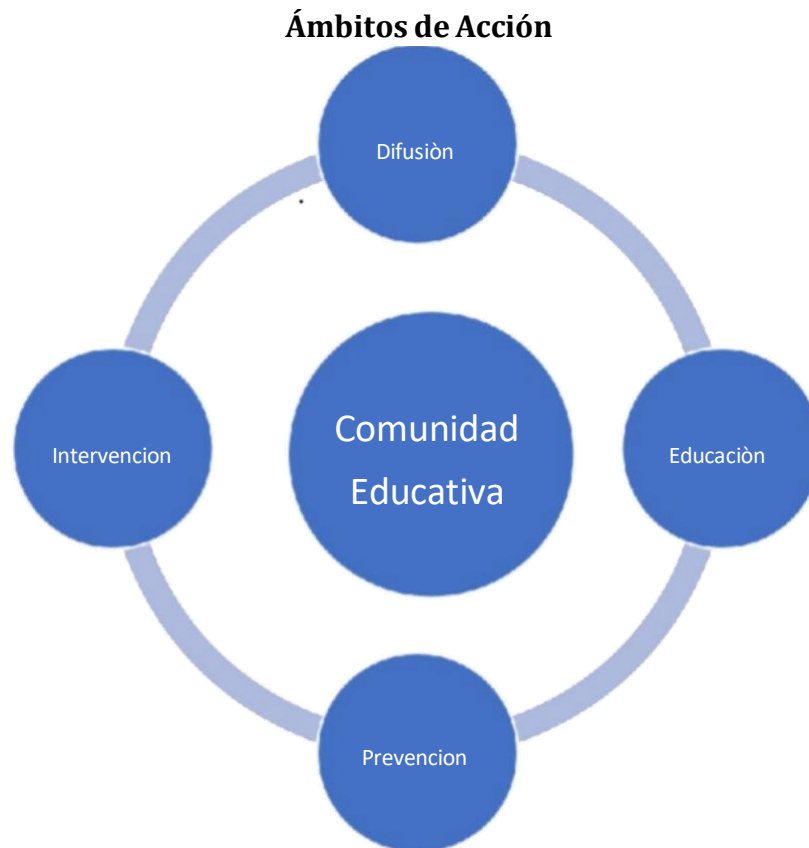 Ámbitos de Acción
Difusiòn
Intervencion
Comunidad
Educativa
Educaciòn
Prevencion